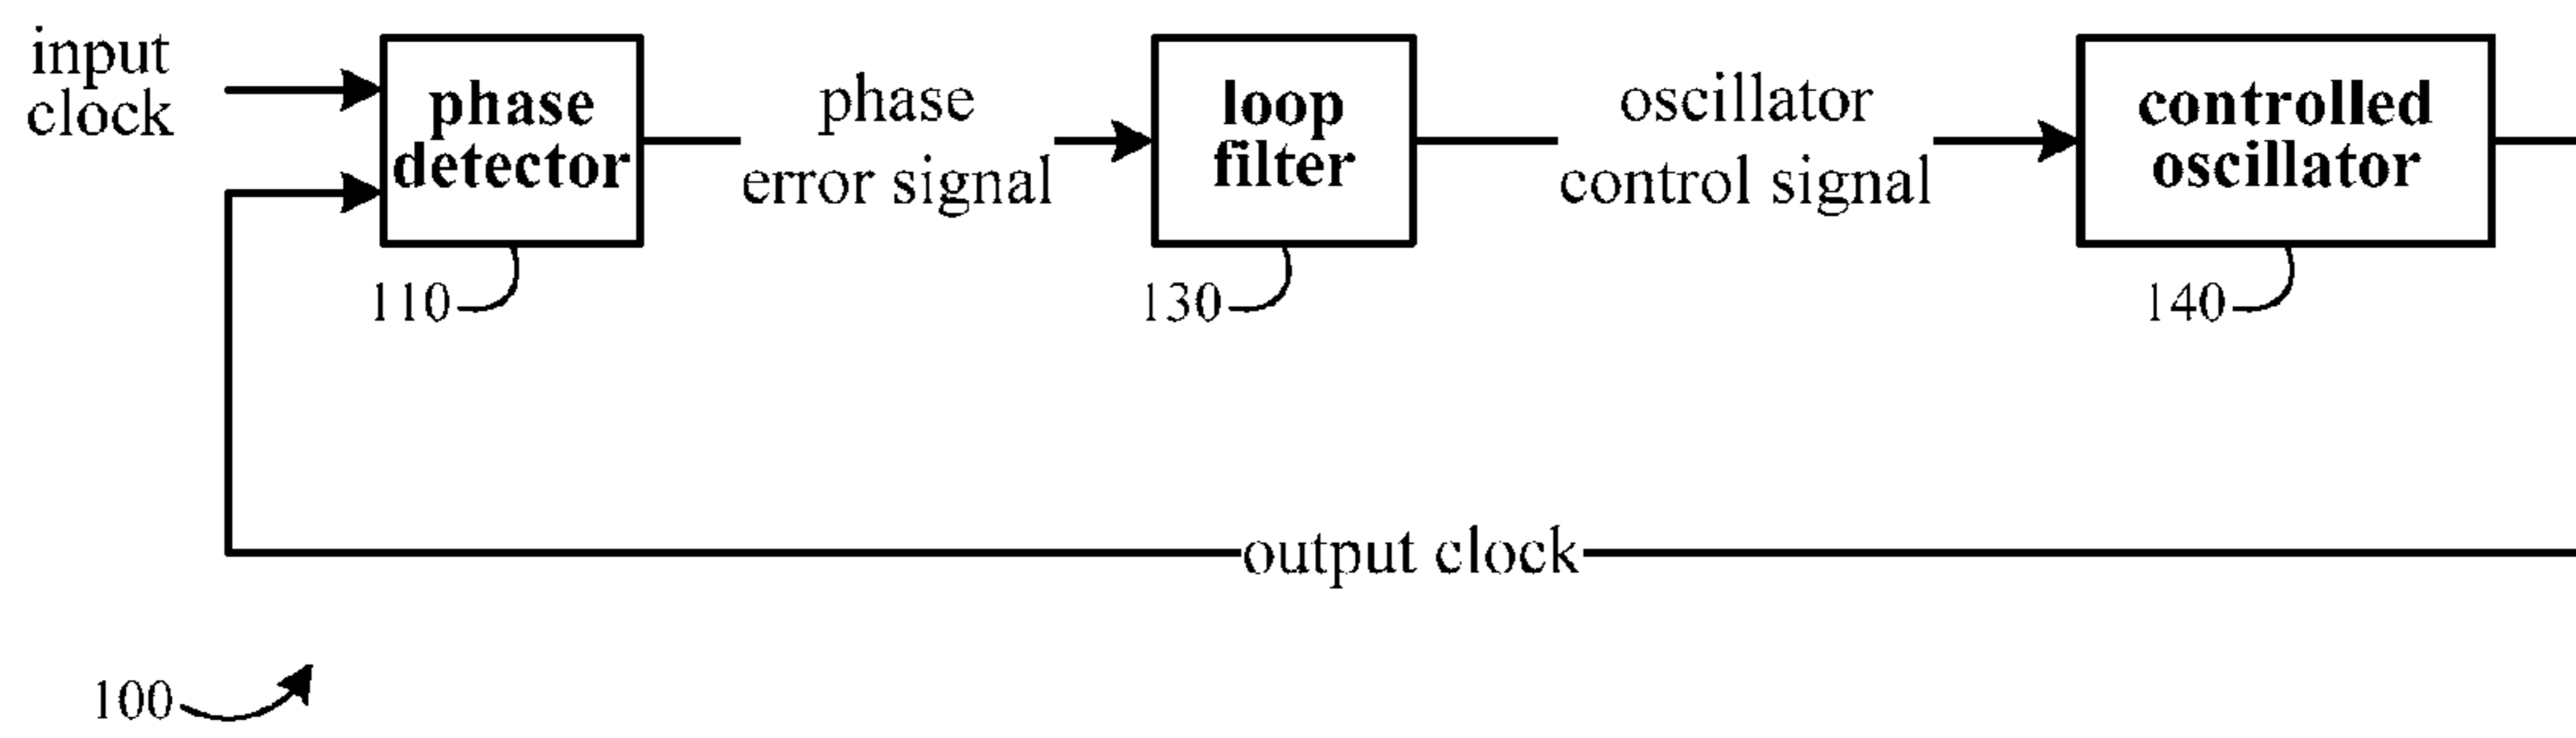 input
clock
phase
detector
phase
error signal
loop
filter
oscillator
control signal
controlled
oscillator
110
130
140
output clock
100